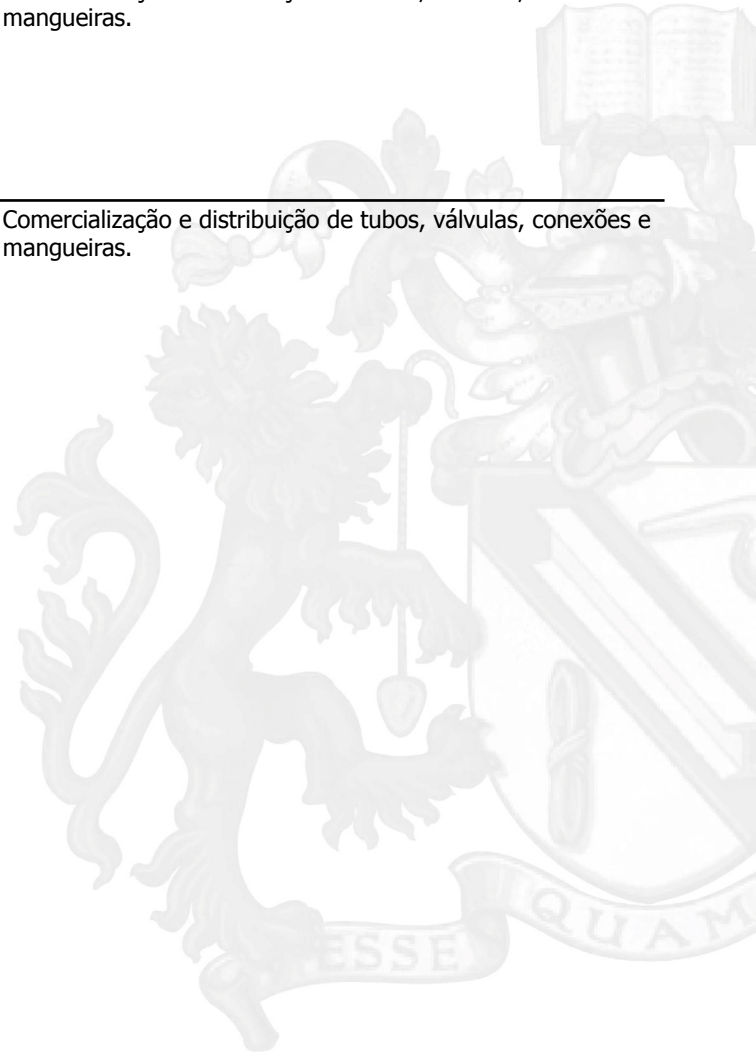 mangueiras.
Comercialização e distribuição de tubos, válvulas, conexões e
mangueiras.
ESSE
QUAM